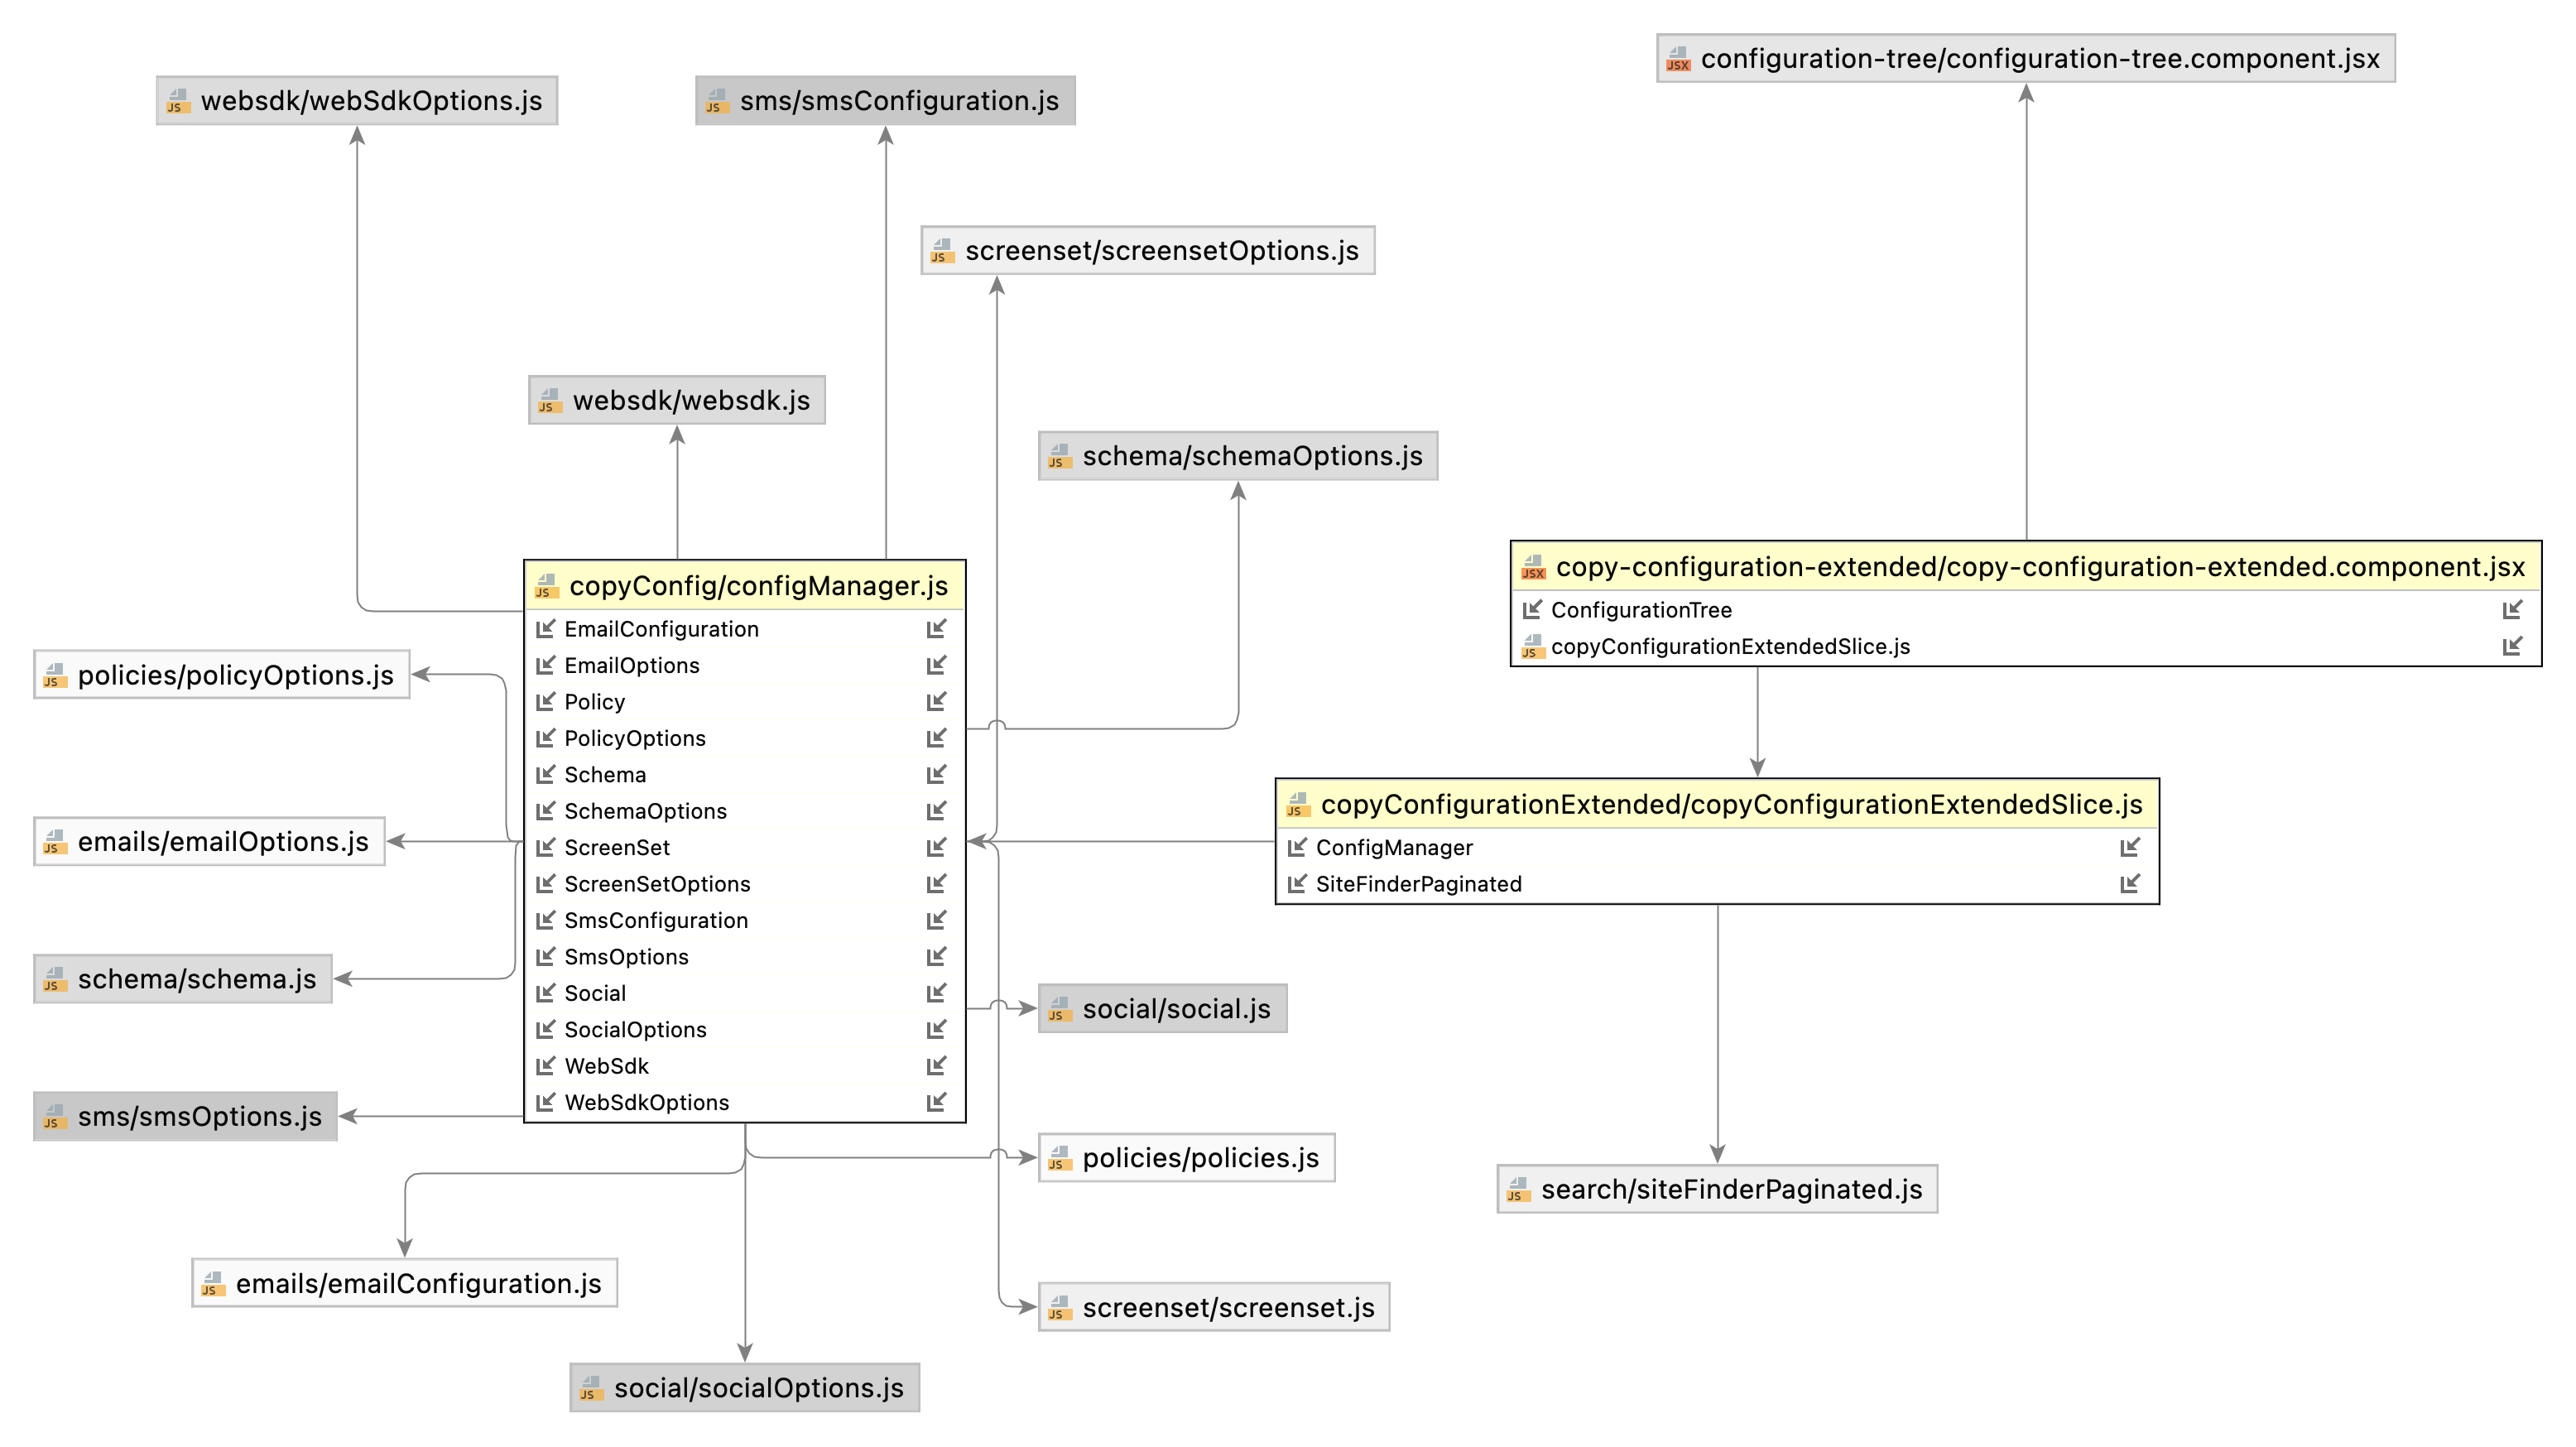 configuration-tree/configuration-tree.component.jsx
websdk/webSdkOptions.js
sms/smsConfiguration.js
screenset/screensetOptions.js
websdk/websdk.js
schema/schemaOptions.js
copyConfig/configManager.js
EmailConfiguration
EmailOptions
Policy
PolicyOptions
Schema
SchemaOptions
ScreenSet
ScreenSetOptions
SmsConfiguration
SmsOptions
Social
SocialOptions
WebSdk
WebSdkOptions
copy-configuration-extended/copy-configuration-extended.component.jsx
ConfigurationTree
copyConfigurationExtendedSlice.js
policies/policyOptions.js
emails/emailOptions.js
copyConfigurationExtended/copyConfigurationExtendedSlice.js
ConfigManager
SiteFinderPaginated
schema/schema.js
social/social.js
sms/smsOptions.js
policies/policies.js
search/siteFinderPaginated.js
emails/emailConfiguration.js
screenset/screenset.js
social/socialOptions.js